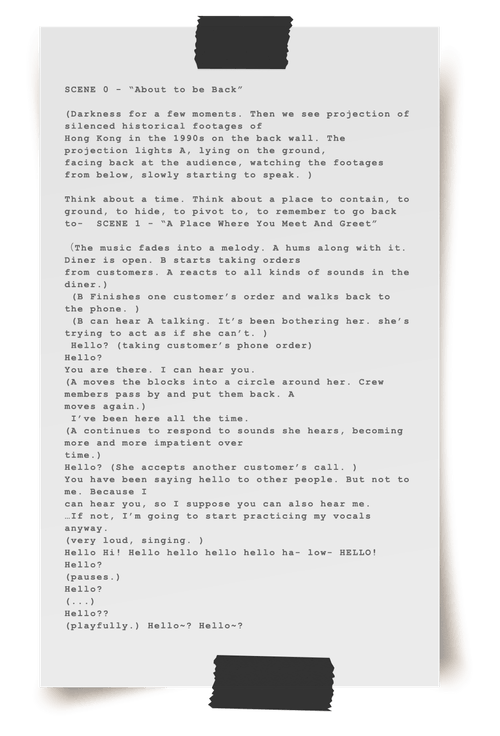 SCENE 0 - “About to be Back”
(Darkness for a few moments. Then we see projection of
silenced historical footages of
Hong Kong in the 1990s on the back wall. The
projection lights A, lying on the ground,
facing back at the audience, watching the footages
from below, slowly starting to speak. )
Think about a time. Think about a place to contain, to
ground, to hide, to pivot to, to remember to go back
to-  SCENE 1 - “A Place Where You Meet And Greet”
（The music fades into a melody. A hums along with it.
Diner is open. B starts taking orders
from customers. A reacts to all kinds of sounds in the
diner.)
(B Finishes one customer’s order and walks back to
the phone. )
(B can hear A talking. It’s been bothering her. she’s
trying to act as if she can’t. )
Hello? (taking customer’s phone order)
Hello?
You are there. I can hear you.
(A moves the blocks into a circle around her. Crew
members pass by and put them back. A
moves again.)
I’ve been here all the time.
(A continues to respond to sounds she hears, becoming
more and more impatient over
time.)
Hello? (She accepts another customer’s call. )
You have been saying hello to other people. But not to
me. Because I
can hear you, so I suppose you can also hear me.
…If not, I’m going to start practicing my vocals
anyway.
(very loud, singing. )
Hello Hi! Hello hello hello hello ha- low- HELLO!
Hello?
(pauses.)
Hello?
(...)
Hello??
(playfully.) Hello~? Hello~?